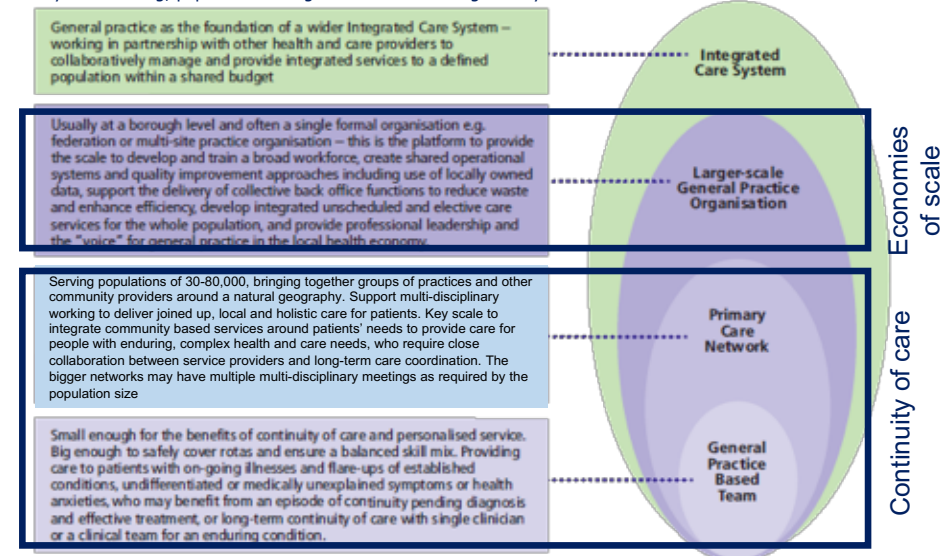 General practice as the foundation of a wider Integrated Care System –
working in partnership with other health and care providers to
collaboratively manage and provide integrated services to a defined
population within a shared budget
Integrated
Care System
Usually at a borough level and often a single formal organisation e.g.
federation or multi-site practice organisation – this is the platform to provide
the scale to develop and train a broad workforce, create shared operational
systems and quality improvement approaches including use of locally owned
data, support the delivery of collective back office functions to reduce waste
and enhance efficiency, develop integrated unscheduled and elective care
services for the whole population, and provide professional leadership and
the "voice" for general practice in the local health economy.
Larger-scale
General Practice
Organisation
Economies
of scale
Serving populations of 30-80,000, bringing together groups of practices and other
community providers around a natural geography. Support multi-disciplinary
working to deliver joined up, local and holistic care for patients. Key scale to
integrate community based services around patients' needs to provide care for
people with enduring, complex health and care needs, who require close
collaboration between service providers and long-term care coordination. The
bigger networks may have multiple multi-disciplinary meetings as required by the
population size
Primary
Care
Network
Continuity of care
Small enough for the benefits of continuity of care and personalised service.
Big enough to safely cover rotas and ensure a balanced skill mix. Providing
care to patients with on-going illnesses and flare-ups of established
conditions, undifferentiated or medically unexplained symptoms or health
anxieties, who may benefit from an episode of continuity pending diagnosis
and effective treatment, or long-term continuity of care with single clinician
or a clinical team for an enduring condition.
General
Practice
Based
Team